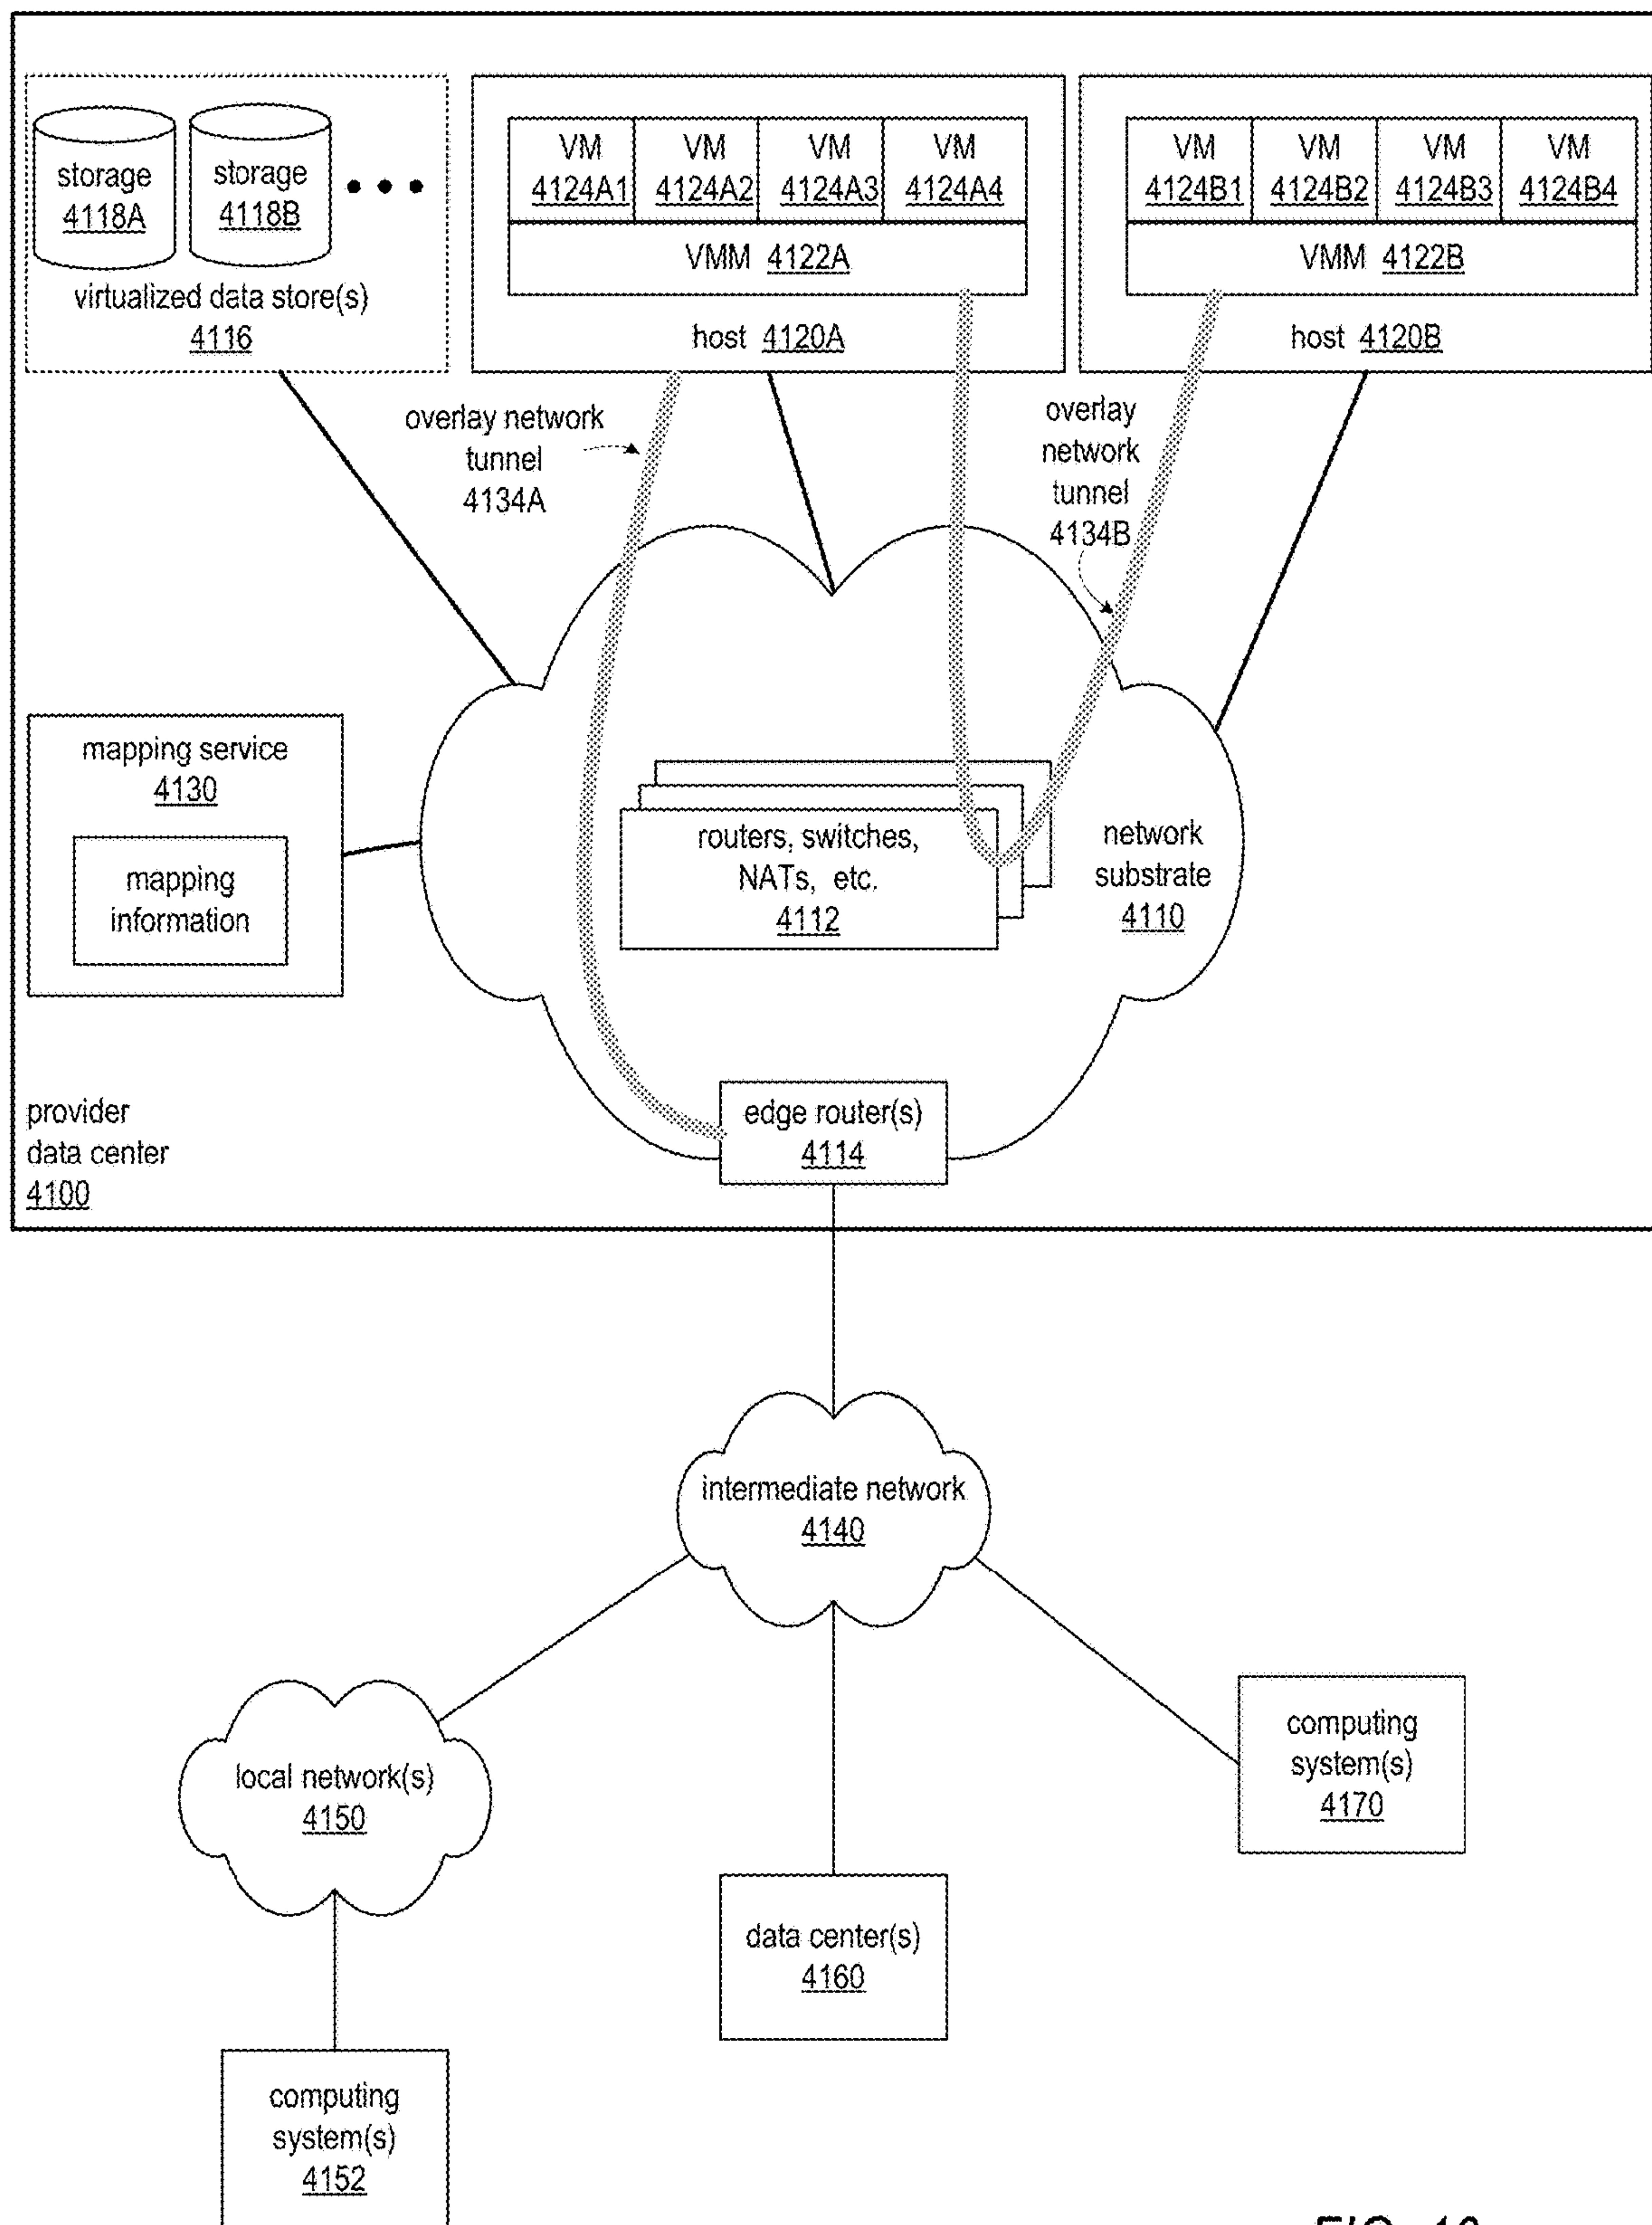 storage
4118A
storage
4118B
virtualized data store(s)
4116
VM
4124A1
VM
4124A2
VM
4124A3
VM
4124A4
VMM 4122A
host 4120A
VM
4124B1
VM
4124B2
VM
4124B3
VM
4124B4
VMM 4122B
host 4120B
overlay network
tunnel
4134A
overlay
network
tunnel
4134B
mapping service
4130
mapping
information
routers, switches,
NATs, etc.
4112
network
substrate
4110
edge router(s)
4114
provider
data center
4100
intermediate network
4140
local network(s)
4150
computing
system(s)
4170
data center(s)
4160
computing
system(s)
4152